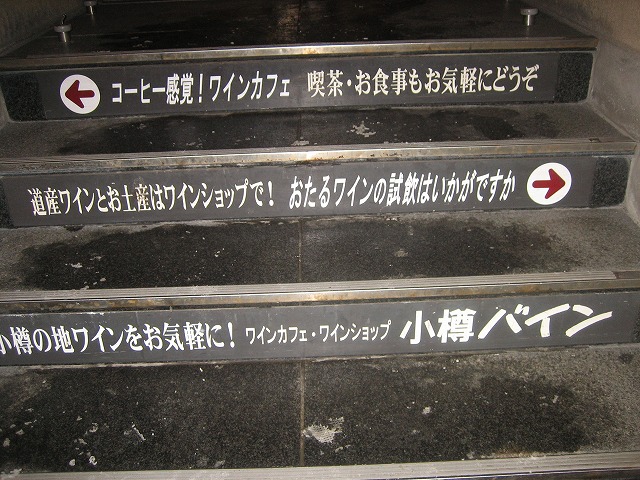 コーヒー感覚!ワインカフェ 喫茶・お食事もお気軽にどうぞ
道産ワインとお土産はワインショップで! おたるワインの試飲はいかがですか
小樽の地ワインをお気軽に! ワインカフェ・ワインショップ 小樽バイン